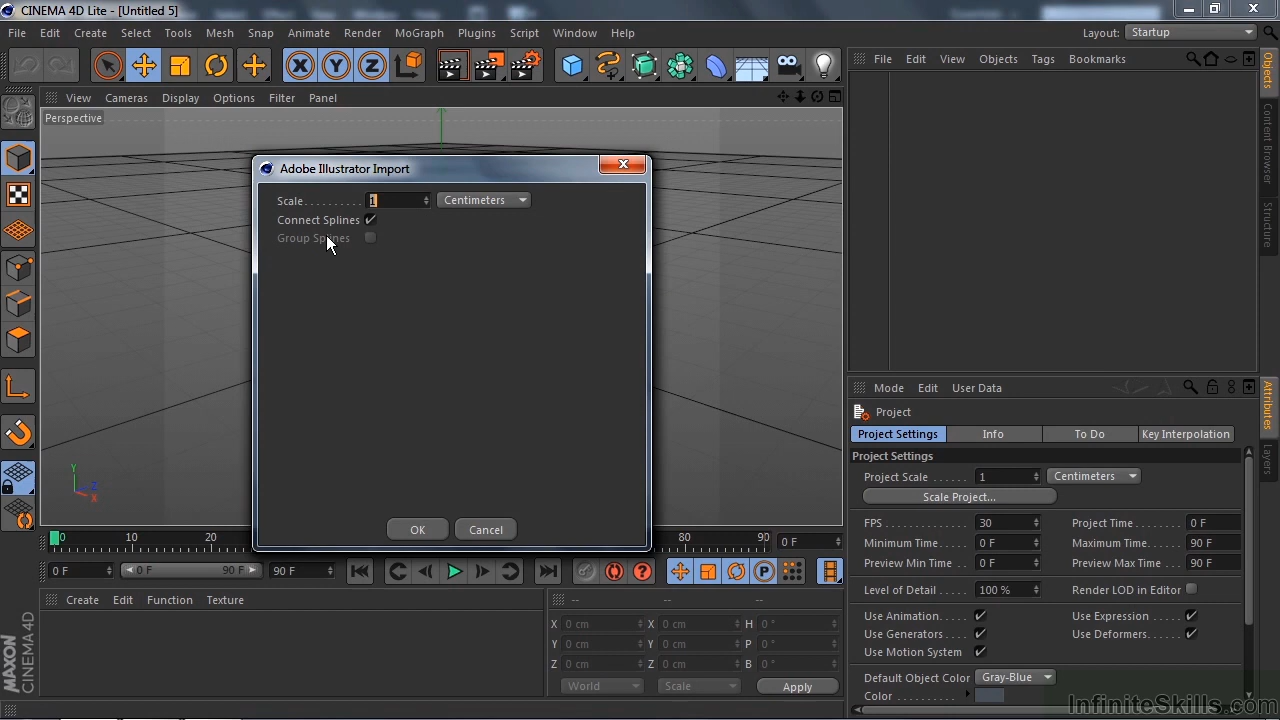 CINEMA 4D Lite - [Untitled 5]
File Edit Create Select Tools Mesh Snap Animate Render MoGraph Plugins Script Window Help
Layout: Startup
X Y Z
View Cameras Display Options Filter Panel
File Edit View Objects Tags Bookmarks
Perspective
Objects
Content Browser
Structure
Adobe Illustrator Import
Scale 1 Centimeters
Connect Splines
Group Splines
OK Cancel
Y
Z
X
Mode Edit User Data
Project
Project Settings Info To Do Key Interpolation
Project Settings
Project Scale 1 Centimeters
Scale Project...
FPS 30 Project Time 0 F
Minimum Time 0 F Maximum Time 90 F
Preview Min Time 0 F Preview Max Time 90 F
Level of Detail 100 % Render LOD in Editor
Use Animation Use Expression
Use Generators Use Deformers
Use Motion System
Default Object Color Gray-Blue
Color
Attributes
Layers
0 10 20 80 90 0 F
0 F 0 F 90 F 90 F
P
Create Edit Function Texture
-- -- --
X 0 cm X 0 cm H 0 °
Y 0 cm Y 0 cm P 0 °
Z 0 cm Z 0 cm B 0 °
World Scale Apply
MAXON
CINEMA 4D
InfiniteSkills.com